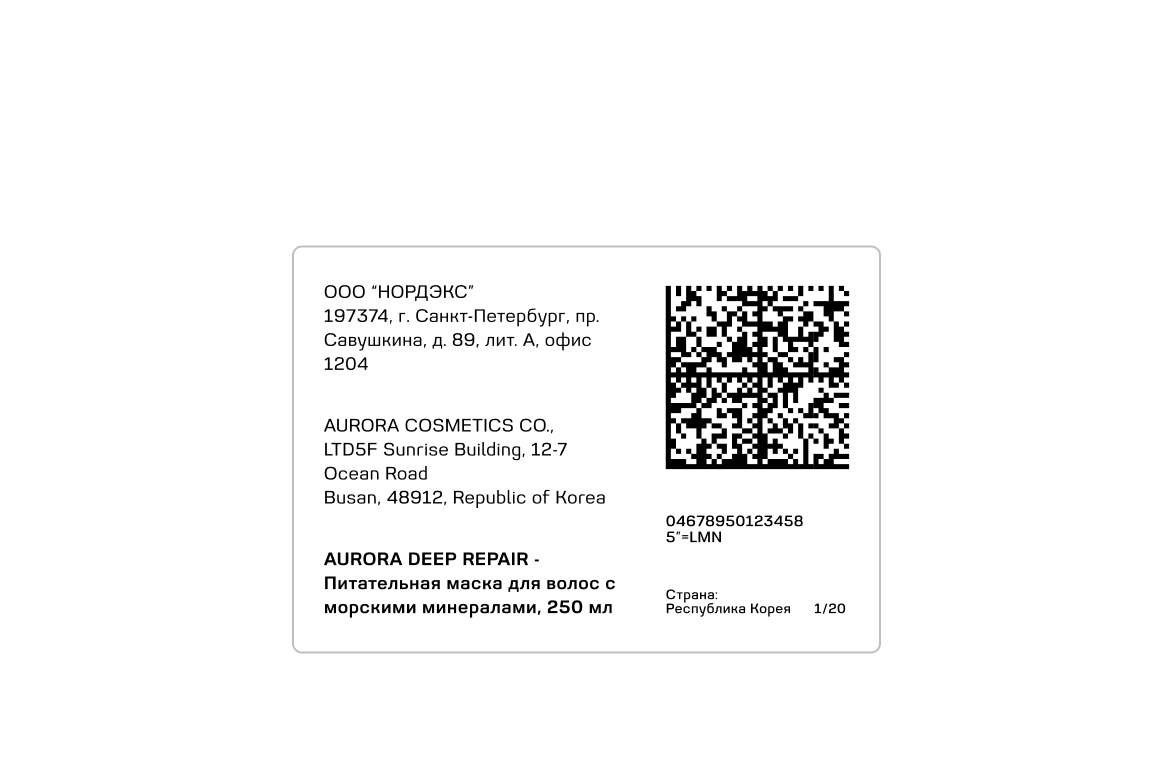 ООО “НОРДЭКС”
197374, г. Санкт-Петербург, пр.
Савушкина, д. 89, лит. А, офис
1204
AURORA COSMETICS CO.,
LTD5F Sunrise Building, 12-7
Ocean Road
Busan, 48912, Republic of Korea
AURORA DEEP REPAIR -
Питательная маска для волос с
морскими минералами, 250 мл
04678950123458
5”=LMN
Страна:
Республика Корея 1/20